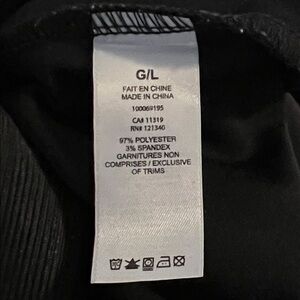 G/L
FAIT EN CHINE
MADE IN CHINA
100069195
CA# 11319
RN# 121346
97% POLYESTER
3% SPANDEX
GARNITURES NON
COMPRISES / EXCLUSIVE
OF TRIMS